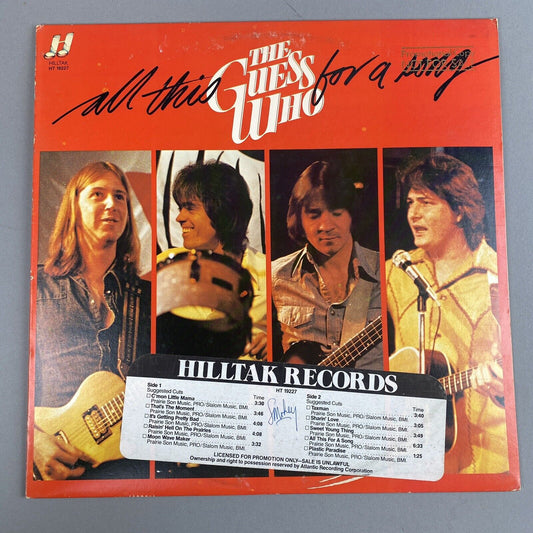 HILLTAK
HT 19227
THE
GUESS
WHO
all this for a song
HILLTAK RECORDS
HT 19227
Side 1
Suggested Cuts Time
C'mon Little Mama 3:38
Prairie Son Music, PRO/Slalom Music, BMI.
That's The Moment 3:46
Prairie Son Music, PRO/Slalom Music, BMI.
It's Getting Pretty Bad 4:08
Prairie Son Music, PRO/Slalom Music, BMI.
Raisin' Hell On The Prairies 4:08
Prairie Son Music, PRO/Slalom Music, BMI.
Moon Wave Maker 3:32
Prairie Son Music, PRO/Slalom Music, BMI.
Side 2
Suggested Cuts Time
Taxman 3:40
Prairie Son Music, PRO/Slalom Music, BMI.
Sharin' Love 3:05
Prairie Son Music, PRO/Slalom Music, BMI.
Sweet Young Thing 3:49
Prairie Son Music, PRO/Slalom Music, BMI.
All This For A Song 5:33
Prairie Son Music, PRO/Slalom Music, BMI.
Plastic Paradise 1:25
Prairie Son Music, PRO/Slalom Music, BMI.
LICENSED FOR PROMOTION ONLY—SALE IS UNLAWFUL
Ownership and right to possession reserved by Atlantic Recording Corporation